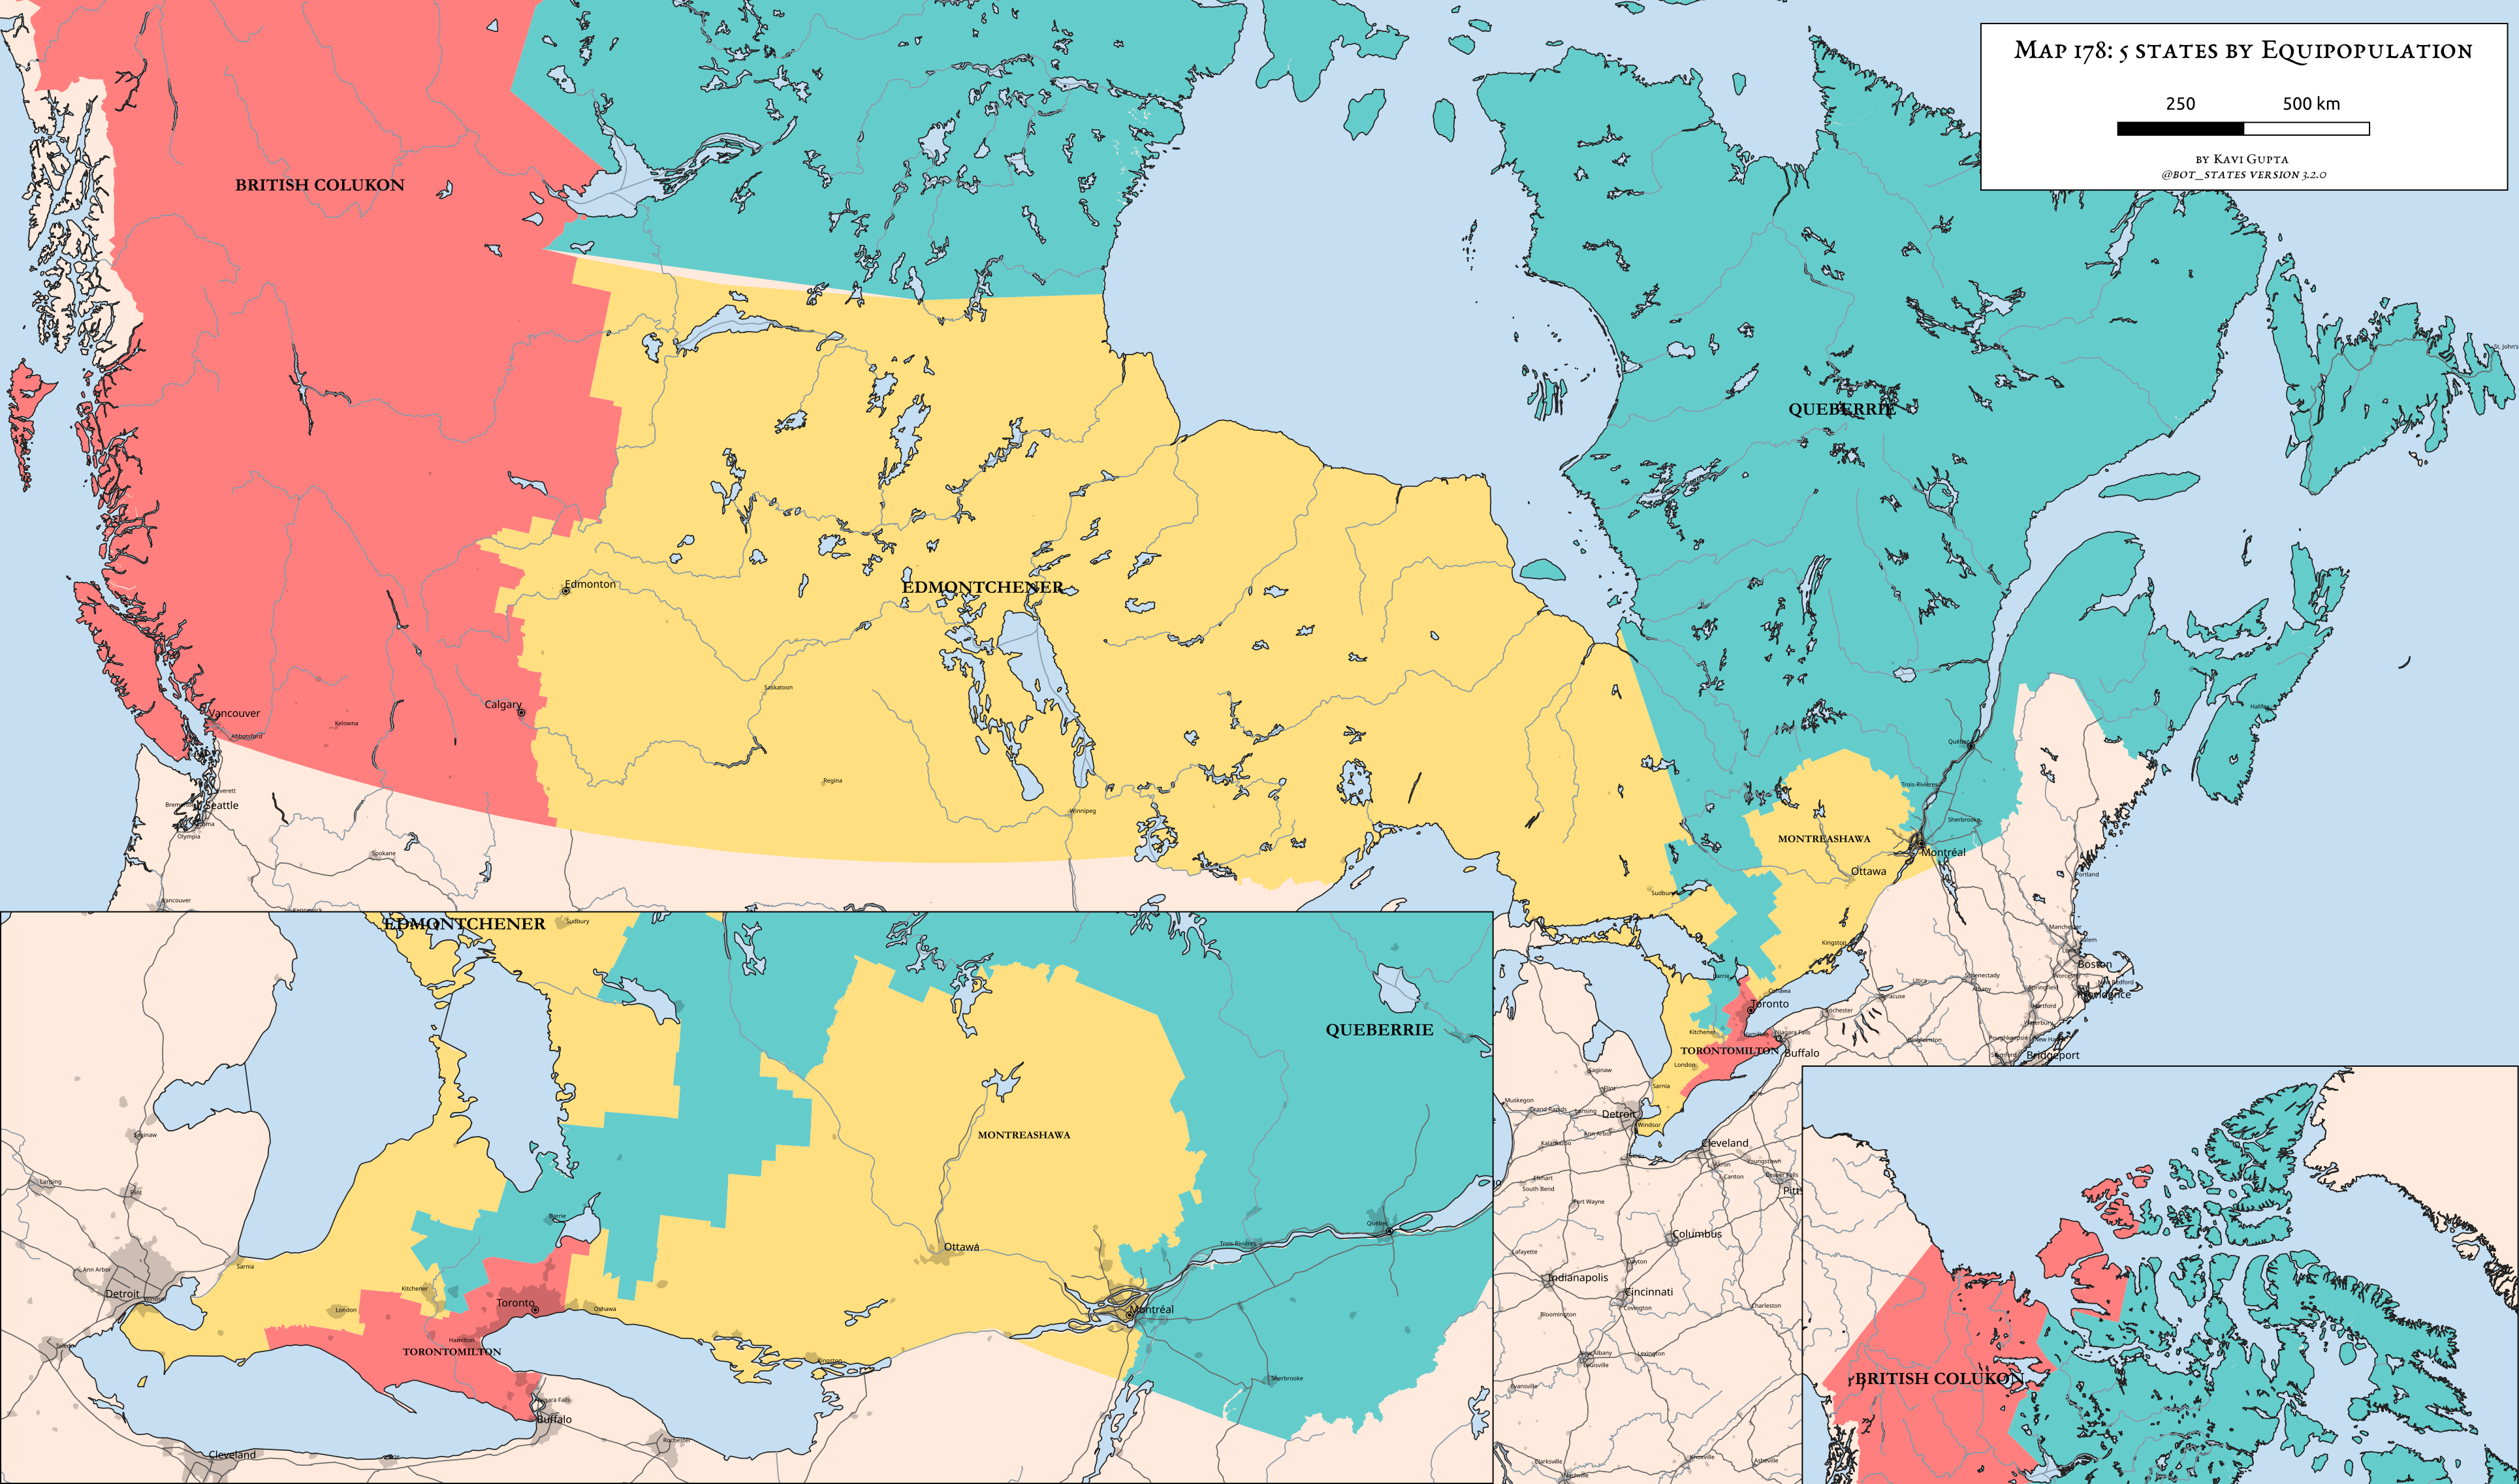 Map 178: 5 states by Equipopulation
250 500 km
by Kavi Gupta
@bot_states version 3.2.0
BRITISH COLUKON
QUEBERRIE
St. John's
EDMONTCHENER
Edmonton
Saskatoon
Calgary
Vancouver
Kelowna
Abbotsford
Halifax
Québec
Regina
Trois-Rivières
Everett
Bremerton
Seattle
Winnipeg
Sherbrooke
Olympia
MONTREASHAWA
Montréal
Spokane
Ottawa
Portland
Sudbury
Vancouver
Kennewick
Manchester
Salem
Kingston
Boston
Barrie
Utica
Schenectady
Worcester
Albany
New Bedford
Oshawa
Syracuse
Springfield
Providence
Toronto
Hartford
Rochester
Kitchener
Hamilton
Niagara Falls
Waterbury
Binghamton
Poughkeepsie
TORONTOMILTON
Buffalo
Bridgeport
London
Saginaw
Sarnia
Flint
Erie
Muskegon
Grand Rapids
Lansing
Detroit
Windsor
Ann Arbor
Kalamazoo
Cleveland
Akron
Youngstown
Beaver Falls
Canton
Elkhart
South Bend
Fort Wayne
Columbus
Lafayette
Dayton
Indianapolis
Cincinnati
Covington
Bloomington
Charleston
New Albany
Louisville
Lexington
Evansville
Clarksville
Knoxville
Asheville
Nashville
EDMONTCHENER
Sudbury
QUEBERRIE
MONTREASHAWA
Saginaw
Lansing
Flint
Barrie
Québec
Trois-Rivières
Ottawa
Sarnia
Ann Arbor
Kitchener
Detroit
Windsor
London
Toronto
Oshawa
Montréal
Hamilton
TORONTOMILTON
Toledo
Kingston
Sherbrooke
Niagara Falls
Buffalo
Rochester
Cleveland
Erie
BRITISH COLUKON